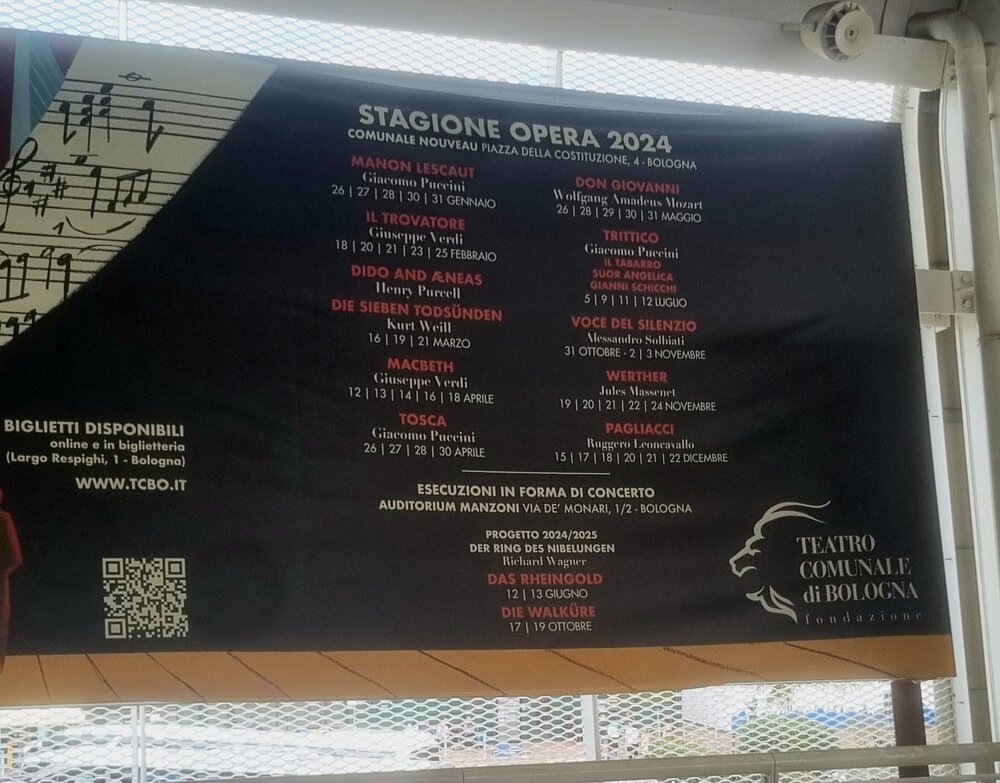 STAGIONE OPERA 2024
COMUNALE NOUVEAU PIAZZA DELLA COSTITUZIONE, 4 - BOLOGNA
MANON LESCAUT
Giacomo Puccini
26 | 27 | 28 | 30 | 31 GENNAIO
IL TROVATORE
Giuseppe Verdi
18 | 20 | 21 | 23 | 25 FEBBRAIO
DIDO AND ÆNEAS
Henry Purcell
DIE SIEBEN TODSÜNDEN
Kurt Weill
16 | 19 | 21 MARZO
MACBETH
Giuseppe Verdi
12 | 13 | 14 | 16 | 18 APRILE
TOSCA
Giacomo Puccini
26 | 27 | 28 | 30 APRILE
DON GIOVANNI
Wolfgang Amadeus Mozart
26 | 28 | 29 | 30 | 31 MAGGIO
TRITTICO
Giacomo Puccini
IL TABARRO
SUOR ANGELICA
GIANNI SCHICCHI
5 | 9 | 11 | 12 LUGLIO
VOCE DEL SILENZIO
Alessandro Solbiati
31 OTTOBRE - 2 | 3 NOVEMBRE
WERTHER
Jules Massenet
19 | 20 | 21 | 22 | 24 NOVEMBRE
PAGLIACCI
Ruggero Leoncavallo
15 | 17 | 18 | 20 | 21 | 22 DICEMBRE
ESECUZIONI IN FORMA DI CONCERTO
AUDITORIUM MANZONI VIA DE' MONARI, 1/2 - BOLOGNA
PROGETTO 2024/2025
DER RING DES NIBELUNGEN
Richard Wagner
DAS RHEINGOLD
12 | 13 GIUGNO
DIE WALKÜRE
17 | 19 OTTOBRE
BIGLIETTI DISPONIBILI
online e in biglietteria
(Largo Respighi, 1 - Bologna)
WWW.TCBO.IT
TEATRO
COMUNALE
di BOLOGNA
fondazione